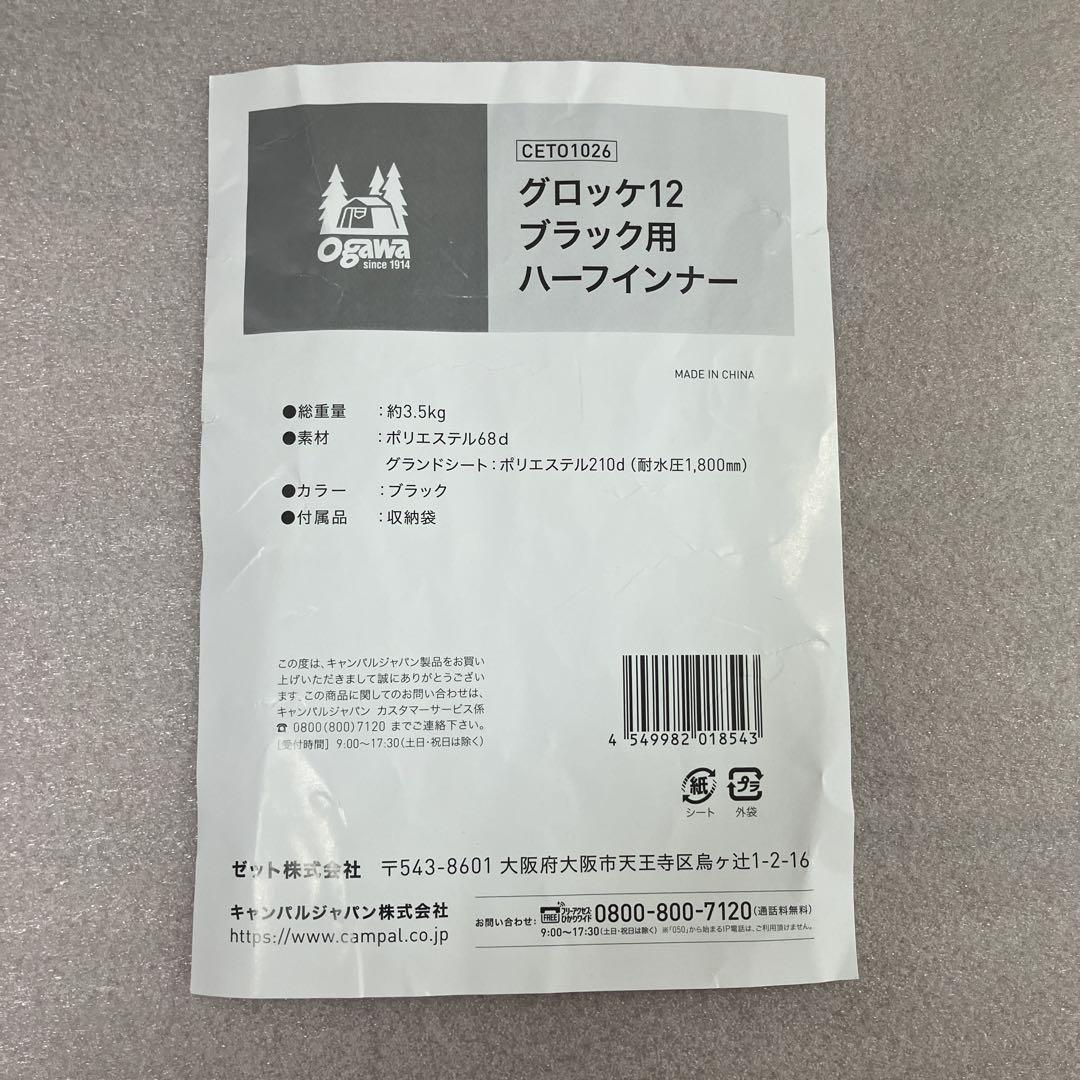 CETO1026
グロッケ12
ブラック用
ハーフインナー
Ogawa
since 1914
MADE IN CHINA
●総重量 ：約3.5kg
●素材 ：ポリエステル68d
グランドシート：ポリエステル210d（耐水圧1,800㎜）
●カラー ：ブラック
●付属品 ：収納袋
この度は、キャンパルジャパン製品をお買い
上げいただきまして誠にありがとうござい
ます。この商品に関してのお問い合わせは、
キャンパルジャパン カスタマーサービス係
☎ 0800(800)7120 までご連絡下さい。
［受付時間］9:00〜17:30（土日・祝日は除く）
4 549982 018543
紙
シート
プラ
外袋
ゼット株式会社 〒543-8601 大阪府大阪市天王寺区烏ヶ辻1-2-16
キャンパルジャパン株式会社
https://www.campal.co.jp
お問い合わせ： FREE フリーアクセス ひかりワイド 0800-800-7120（通話料無料）
9:00〜17:30（土日・祝日は除く） ※「050」から始まるIP電話は、ご利用頂けません。